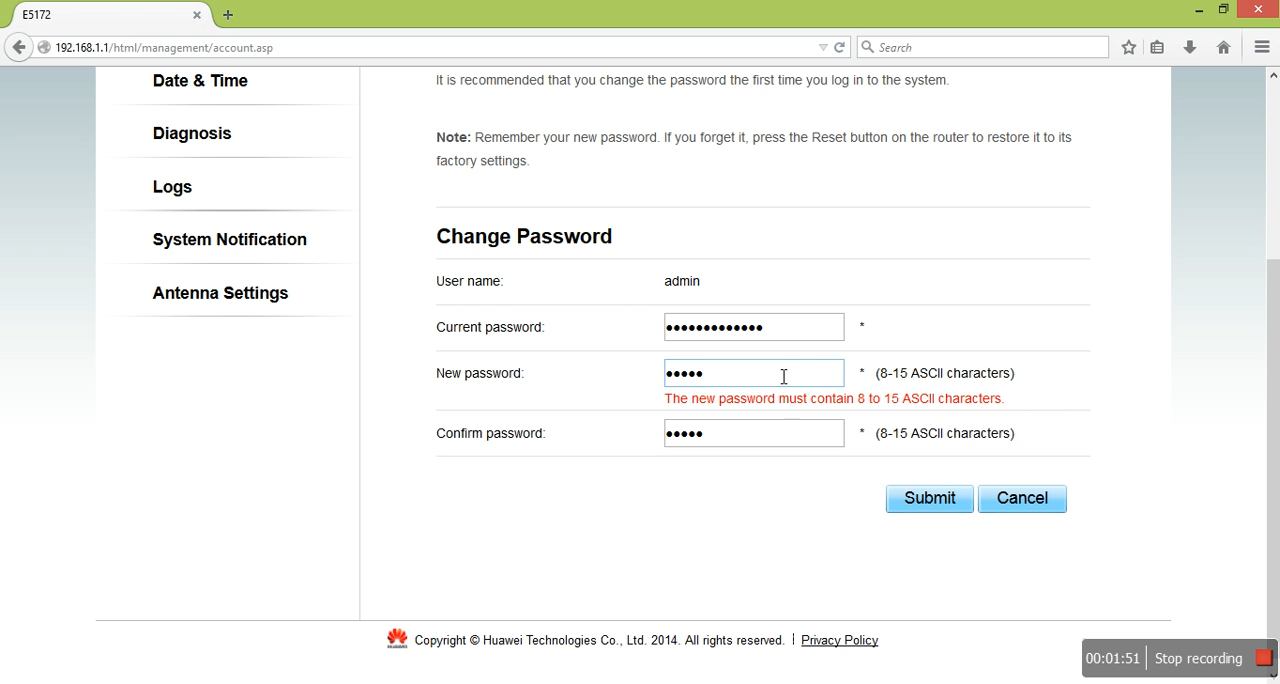 E5172
192.168.1.1/html/management/account.asp
Search
Date & Time
Diagnosis
Logs
System Notification
Antenna Settings
It is recommended that you change the password the first time you log in to the system.
Note: Remember your new password. If you forget it, press the Reset button on the router to restore it to its
factory settings.
Change Password
User name: admin
Current password: ••••••••••••• *
New password: ••••• * (8-15 ASCII characters)
The new password must contain 8 to 15 ASCII characters.
Confirm password: ••••• * (8-15 ASCII characters)
Submit Cancel
HUAWEI Copyright © Huawei Technologies Co., Ltd. 2014. All rights reserved. | Privacy Policy
00:01:51 Stop recording